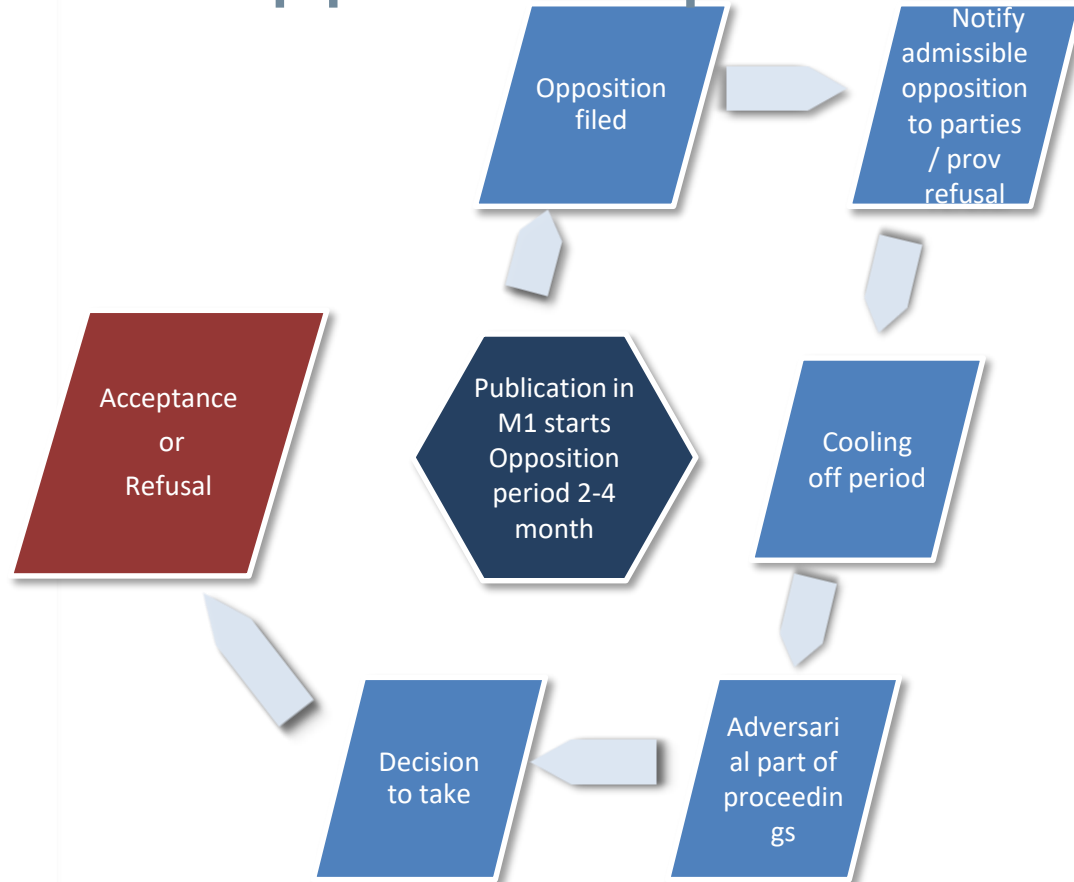 Opposition
filed
Notify
admissible
opposition
to parties
/ prov
refusal
Cooling
off period
Adversari
al part of
proceedin
gs
Decision
to take
Acceptance
or
Refusal
Publication in
M1 starts
Opposition
period 2-4
month